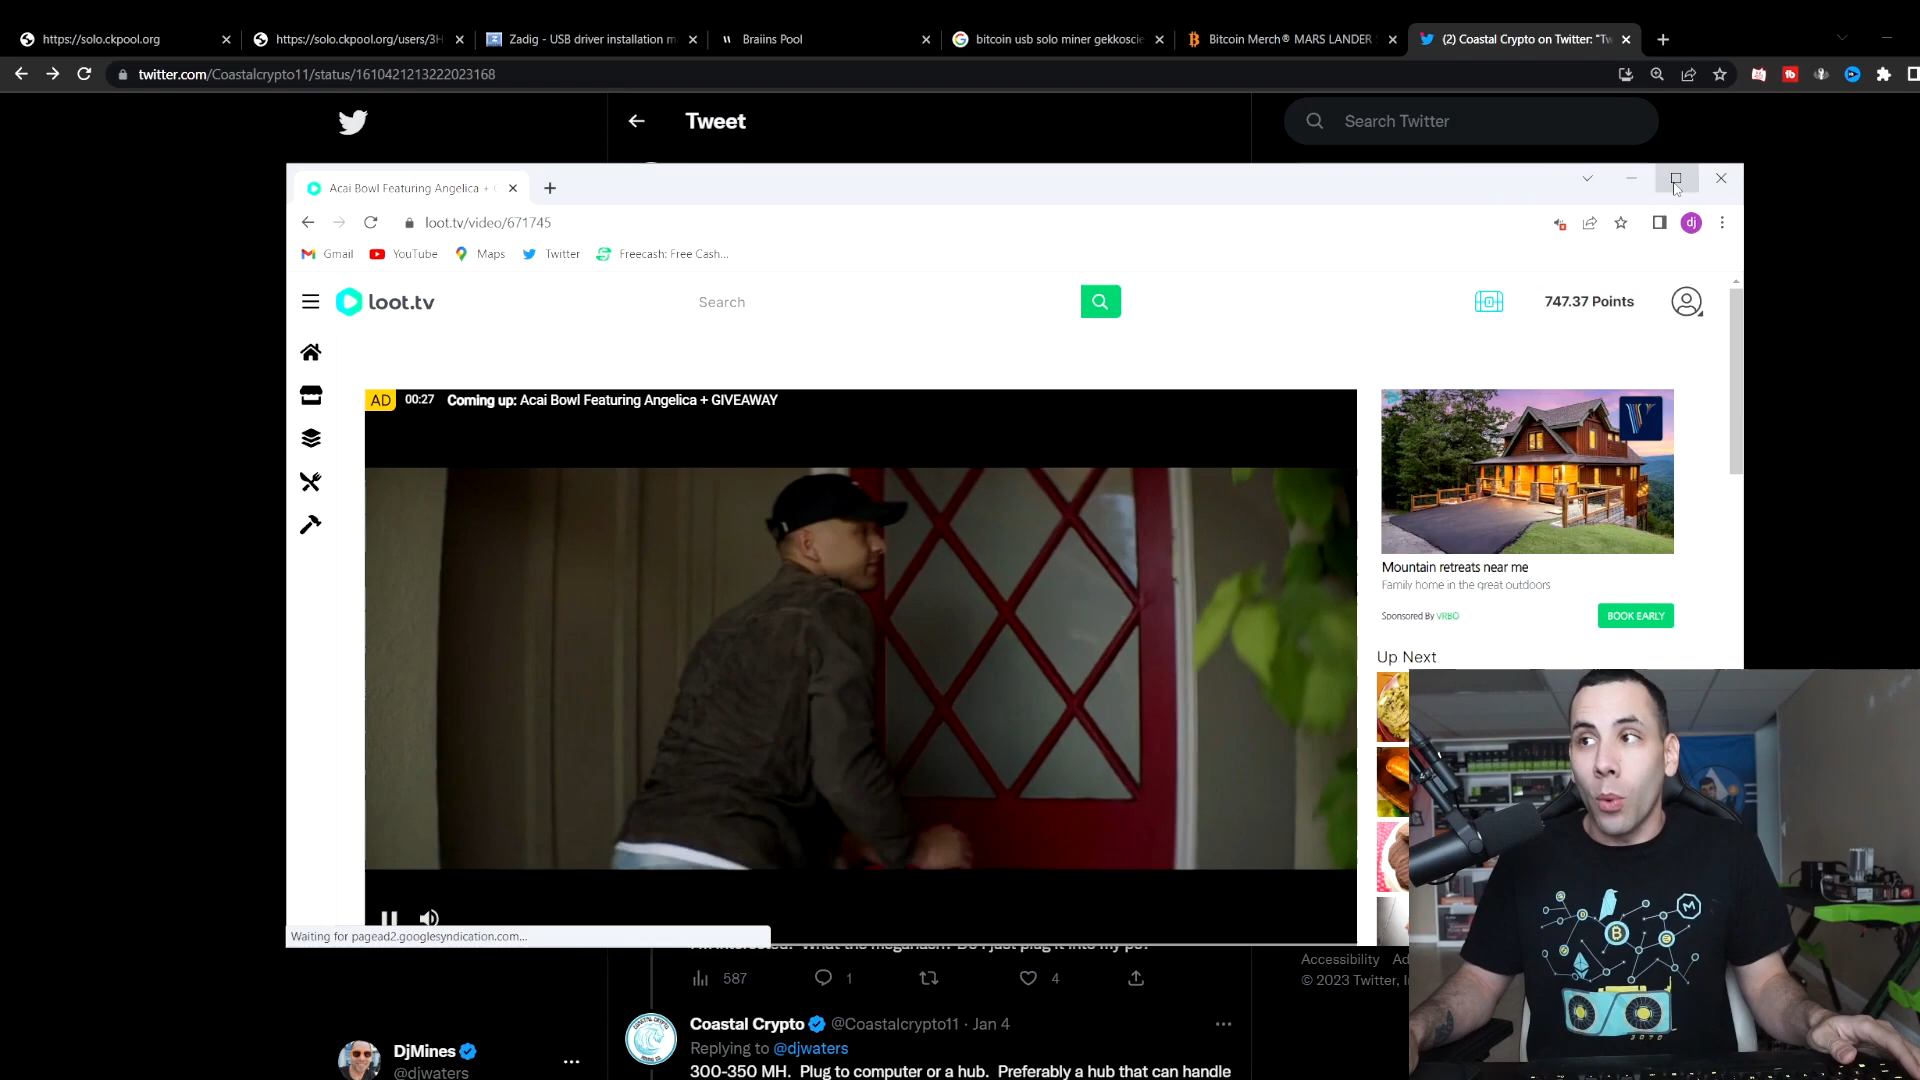 https://solo.ckpool.org
https://solo.ckpool.org/users/3H
Zadig - USB driver installation m
Braiins Pool
bitcoin usb solo miner gekkoscie
Bitcoin Merch® MARS LANDER
(2) Coastal Crypto on Twitter: "Tw
twitter.com/Coastalcrypto11/status/1610421213222023168
Tweet
Search Twitter
Acai Bowl Featuring Angelica +
loot.tv/video/671745
dj
Gmail
YouTube
Maps
Twitter
Freecash: Free Cash...
loot.tv
Search
747.37 Points
AD 00:27 Coming up: Acai Bowl Featuring Angelica + GIVEAWAY
Mountain retreats near me
Family home in the great outdoors
Sponsored By VRBO
BOOK EARLY
Up Next
Waiting for pagead2.googlesyndication.com...
587
1
4
Accessibility
© 2023 Twitter,
Coastal Crypto @Coastalcrypto11 · Jan 4
Replying to @djwaters
300-350 MH. Plug to computer or a hub. Preferably a hub that can handle
DjMines
@djwaters
3070